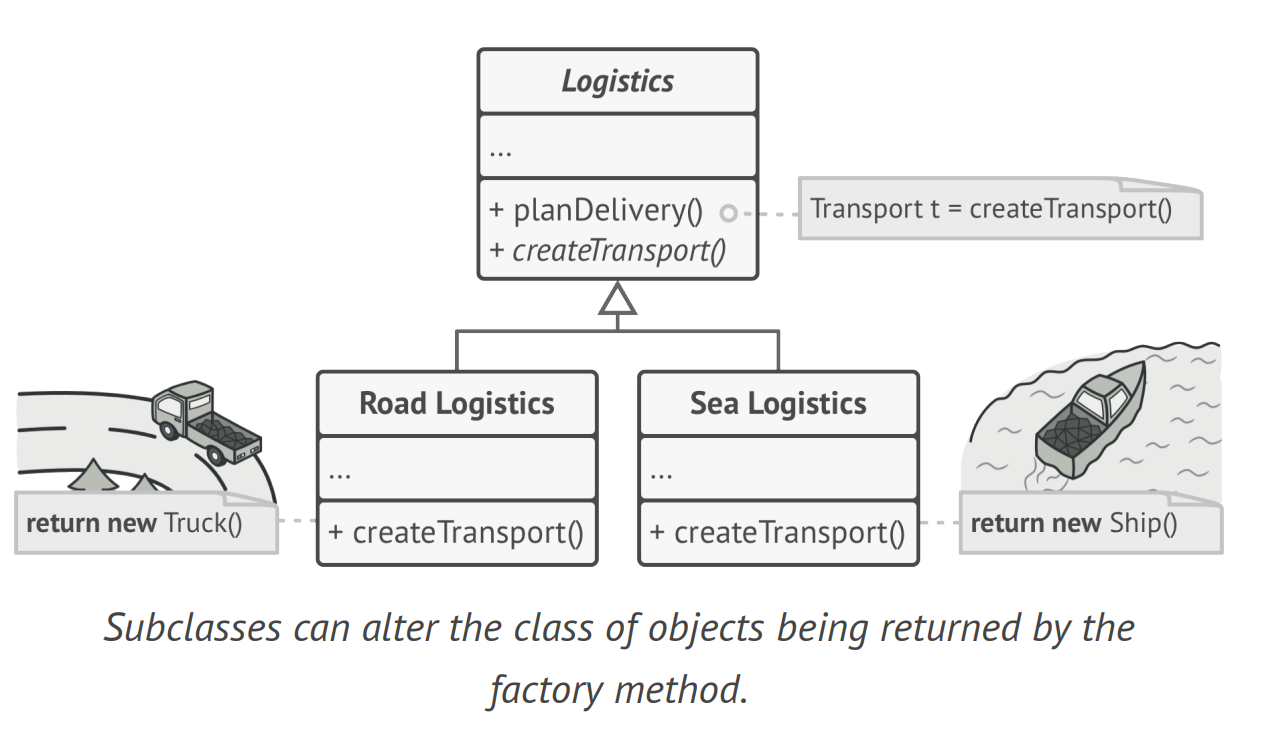 Logistics
...
+ planDelivery()
Transport t = createTransport()
+ createTransport()
Road Logistics
...
+ createTransport()
return new Truck()
Sea Logistics
...
+ createTransport()
return new Ship()
Subclasses can alter the class of objects being returned by the
factory method.